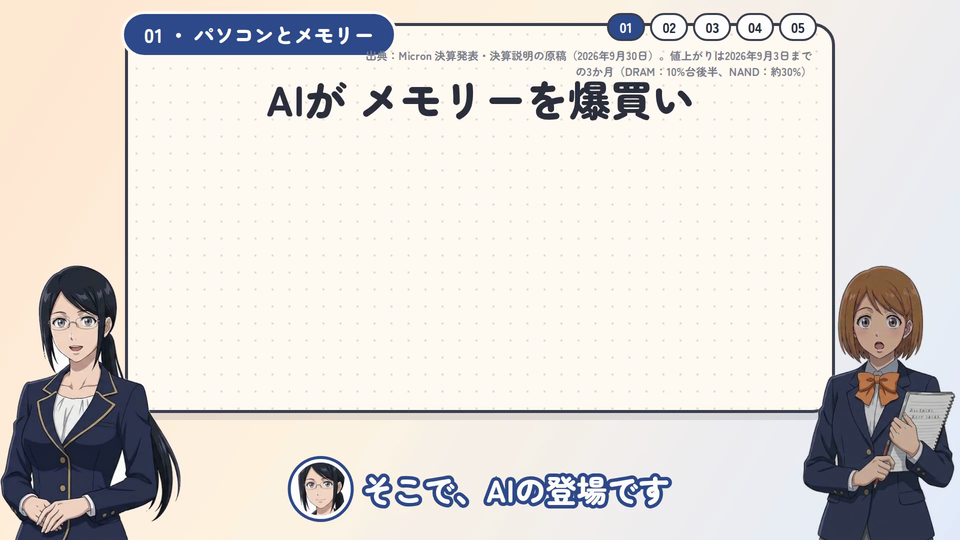 01 ・ パソコンとメモリー
01 02 03 04 05
出典：Micron 決算発表・決算説明の原稿（2026年9月30日）。値上がりは2026年9月3日まで
の3か月（DRAM：10%台後半、NAND：約30%）
AIが メモリーを爆買い
そこで、AIの登場です